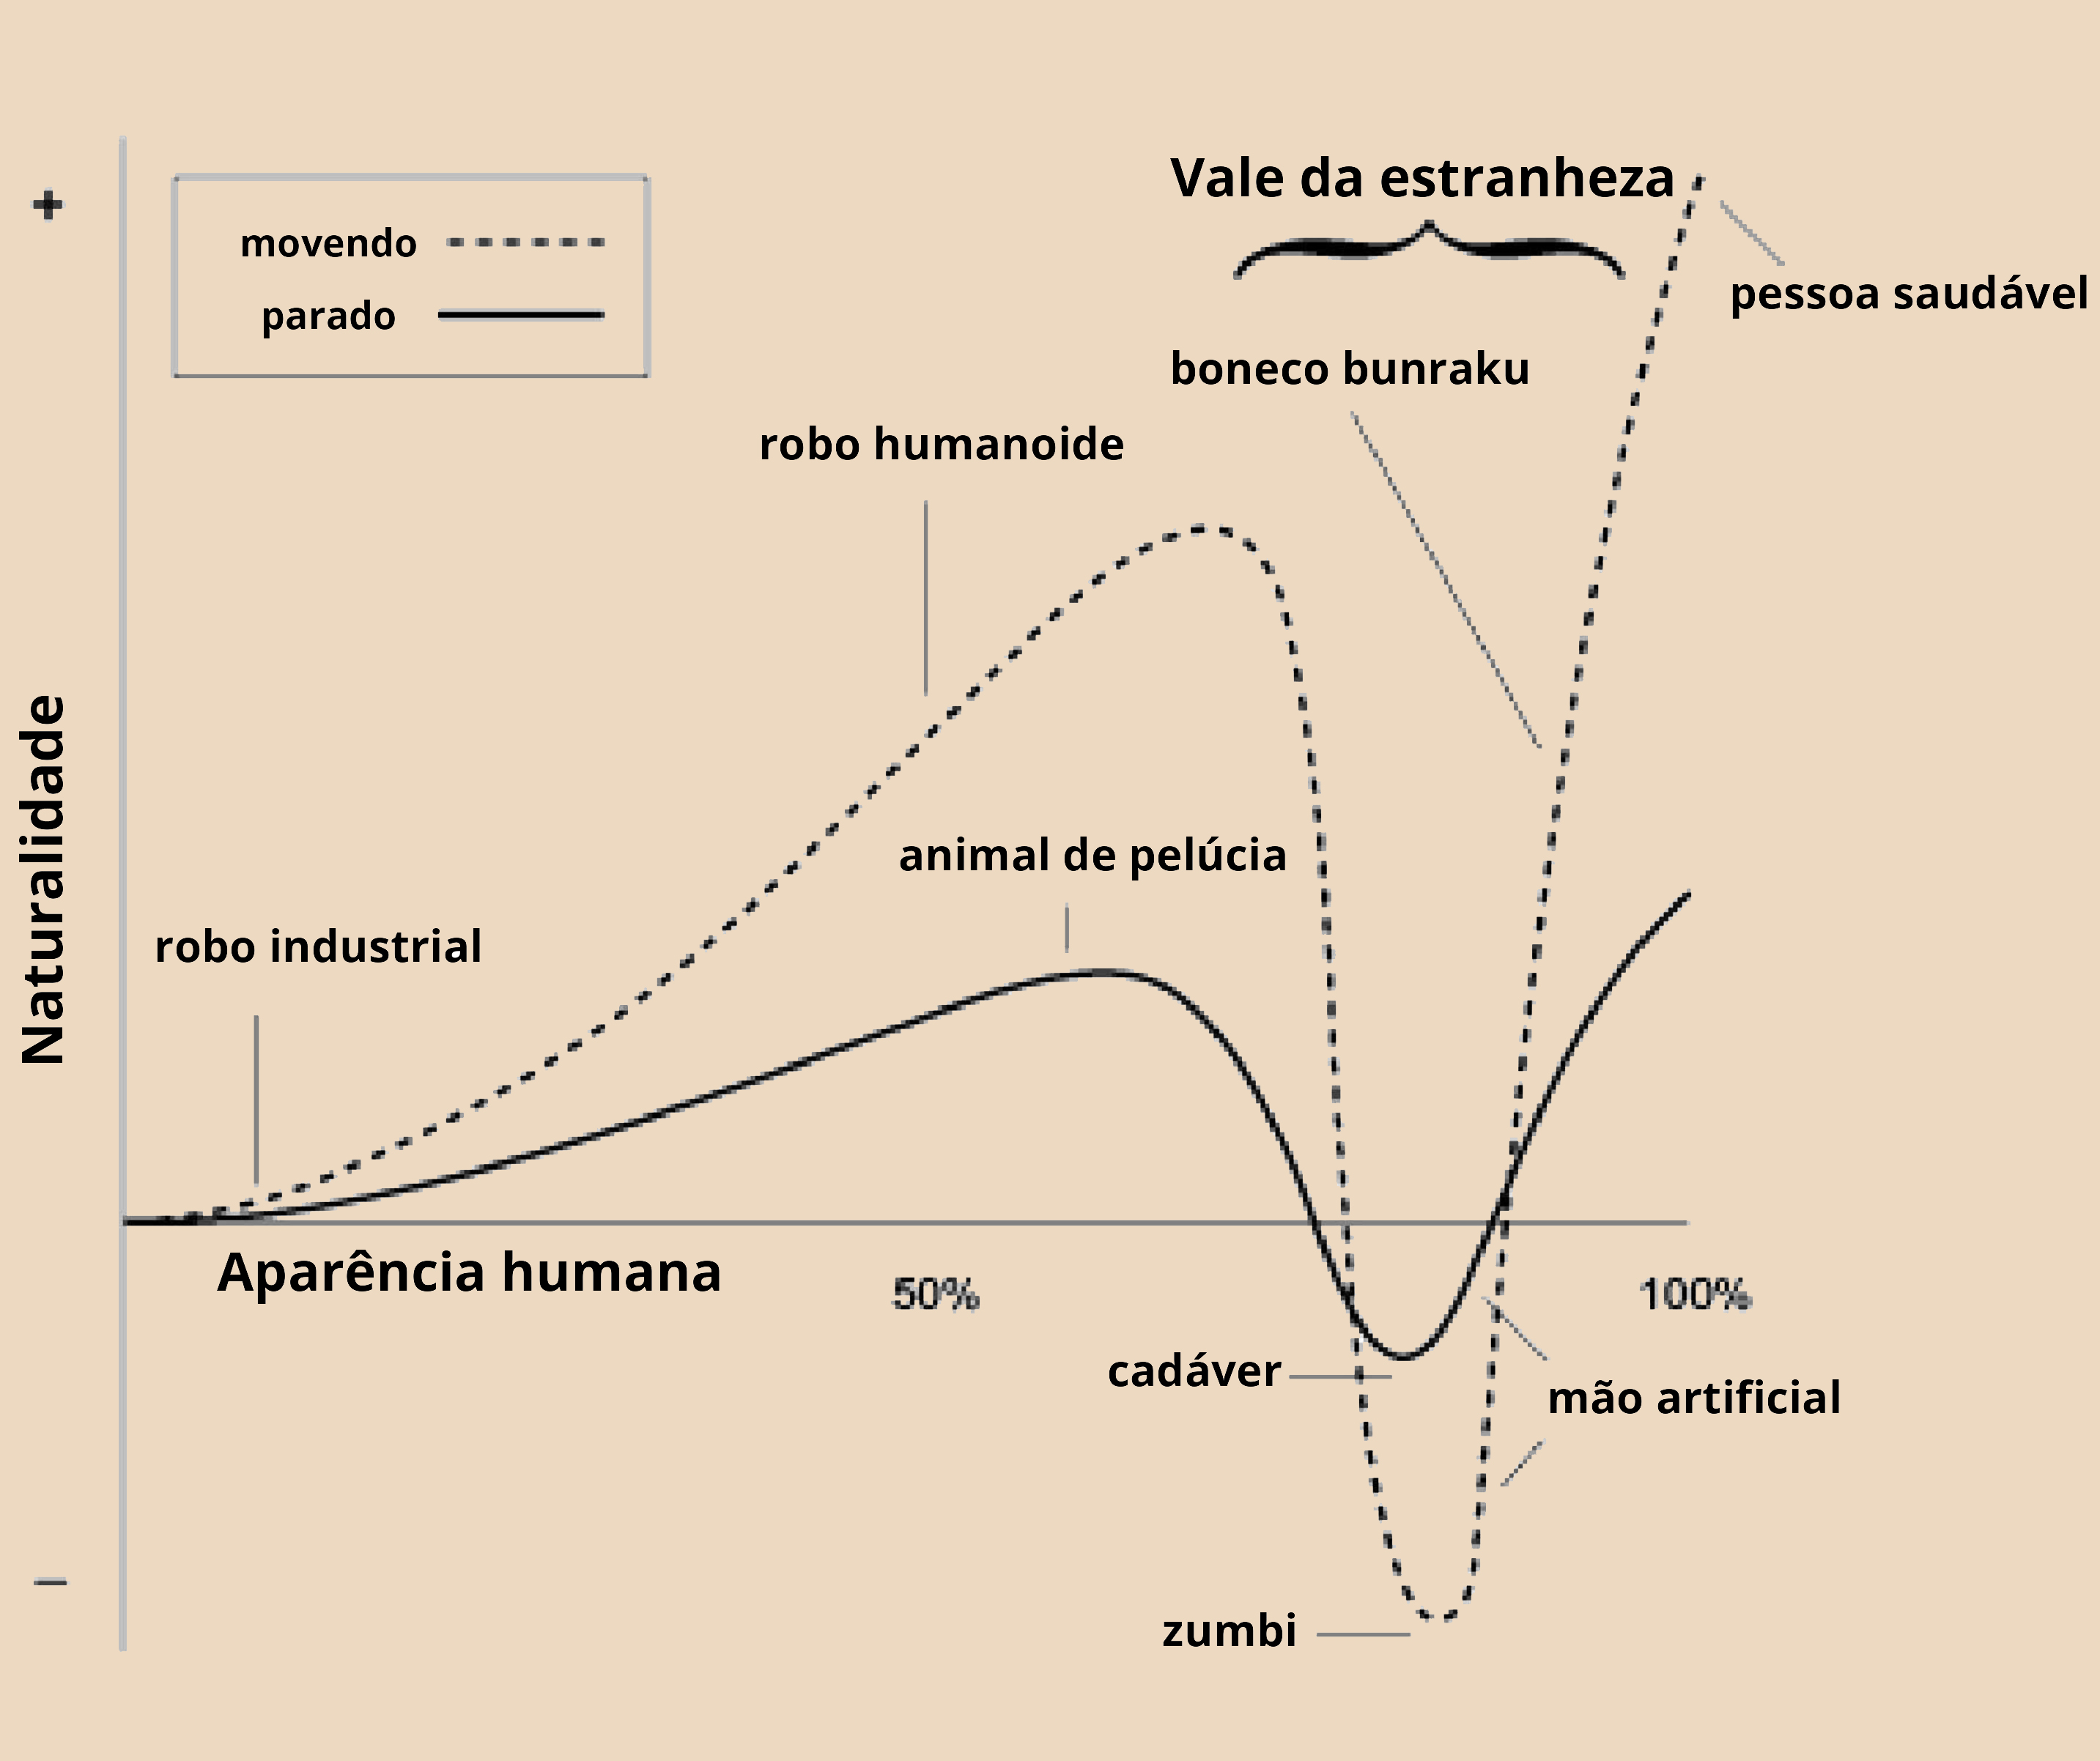 Vale da estranheza
+
movendo
parado
pessoa saudável
boneco bunraku
robo humanoide
animal de pelúcia
robo industrial
Naturalidade
Aparência humana
50%
100%
cadáver
mão artificial
–
zumbi